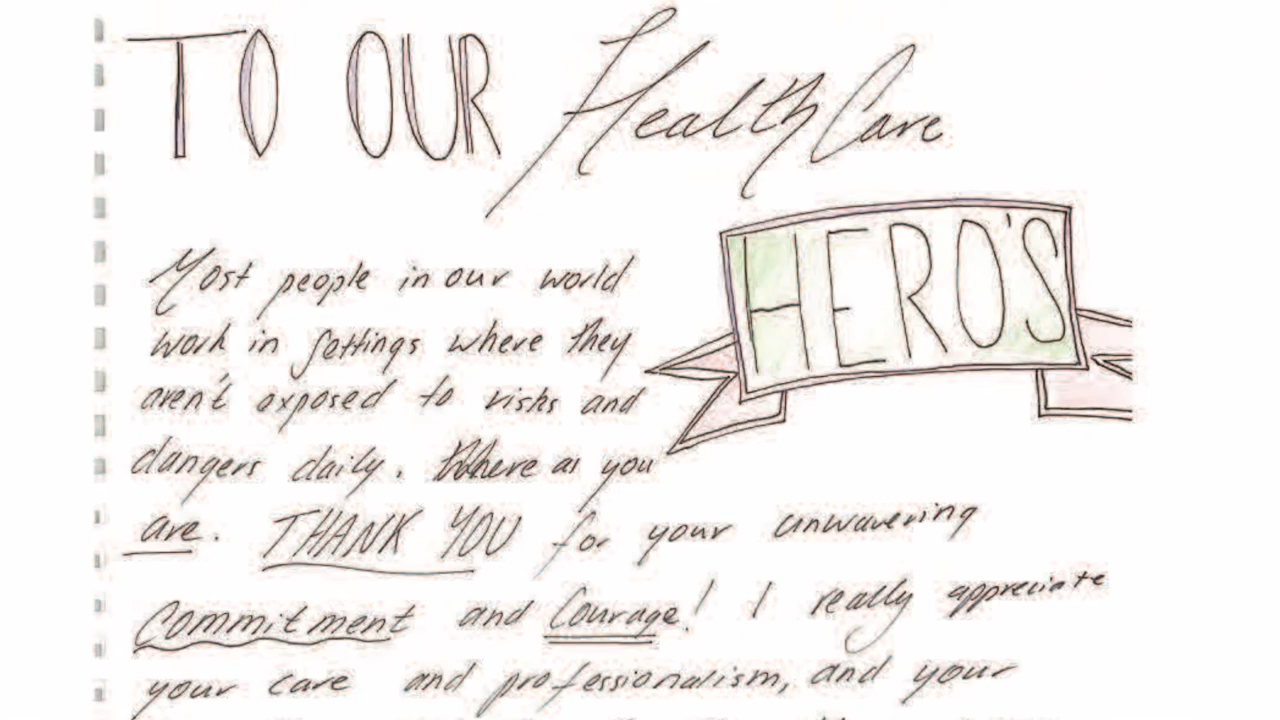 TO OUR Health Care
HERO'S
Most people in our world
work in settings where they
aren't exposed to risks and
dangers daily. Where as you
are. THANK YOU for your unwavering
Commitment and Courage! I really appreciate
your care and professionalism, and your